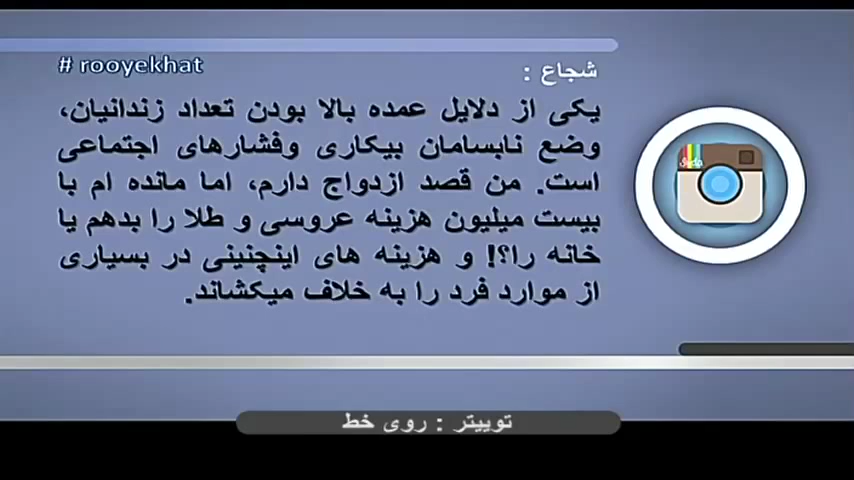 # rooyekhat
شجاع :
یکی از دلایل عمده بالا بودن تعداد زندانیان،
وضع نابسامان بیکاری وفشارهای اجتماعی
است. من قصد ازدواج دارم، اما مانده ام با
بیست میلیون هزینه عروسی و طلا را بدهم یا
خانه را؟! و هزینه های اینچنینی در بسیاری
از موارد فرد را به خلاف میکشاند.
توییتر : روی خط